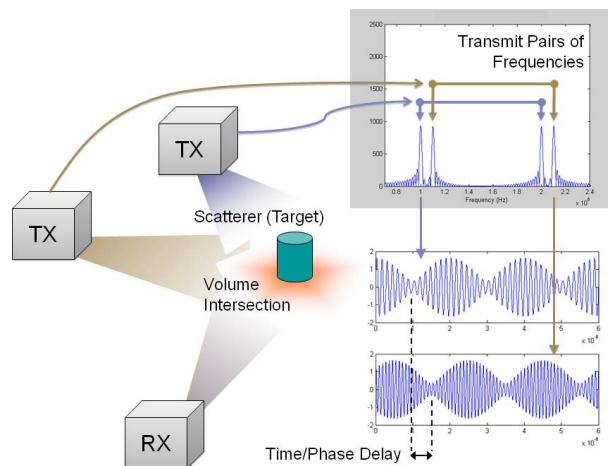 Transmit Pairs of
Frequencies
2500
2000
1500
1000
500
0
0.8 1 1.2 1.4 1.6 1.8 2 2.2 2.4
Frequency (Hz)
x 10
TX
TX
Scatterer (Target)
Volume
Intersection
2
1
0
-1
-2
0 1 2 3 4 5 6
x 10
2
1
0
-1
-2
0 1 2 3 4 5 6
x 10
RX
Time/Phase Delay